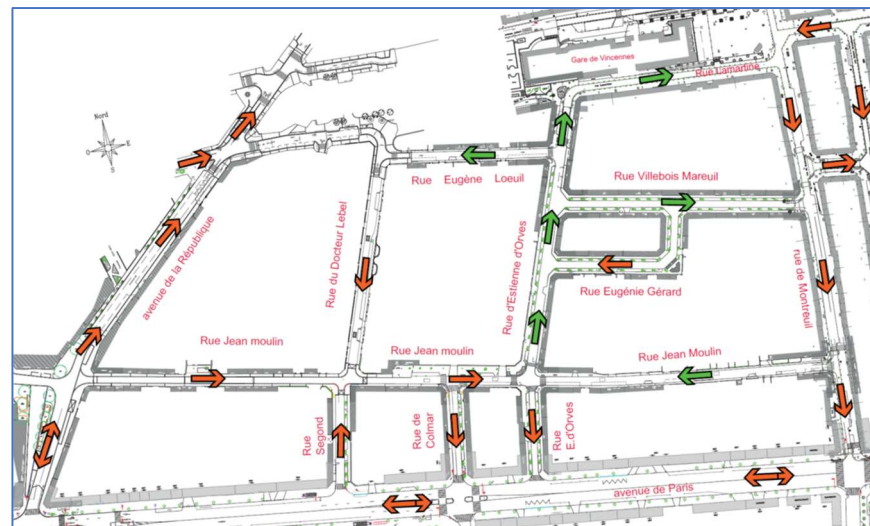 Gare de Vincennes
Rue Lamartine
Nord
O
E
S
Rue Eugène Loeuil
Rue Villebois Mareuil
avenue de la République
Rue du Docteur Lebel
Rue d'Estienne d'Orves
Rue Eugénie Gérard
rue de Montreuil
Rue Jean moulin
Rue Jean moulin
Rue Jean Moulin
Rue
Segond
Rue de
Colmar
Rue
E.d'Orves
avenue de Paris